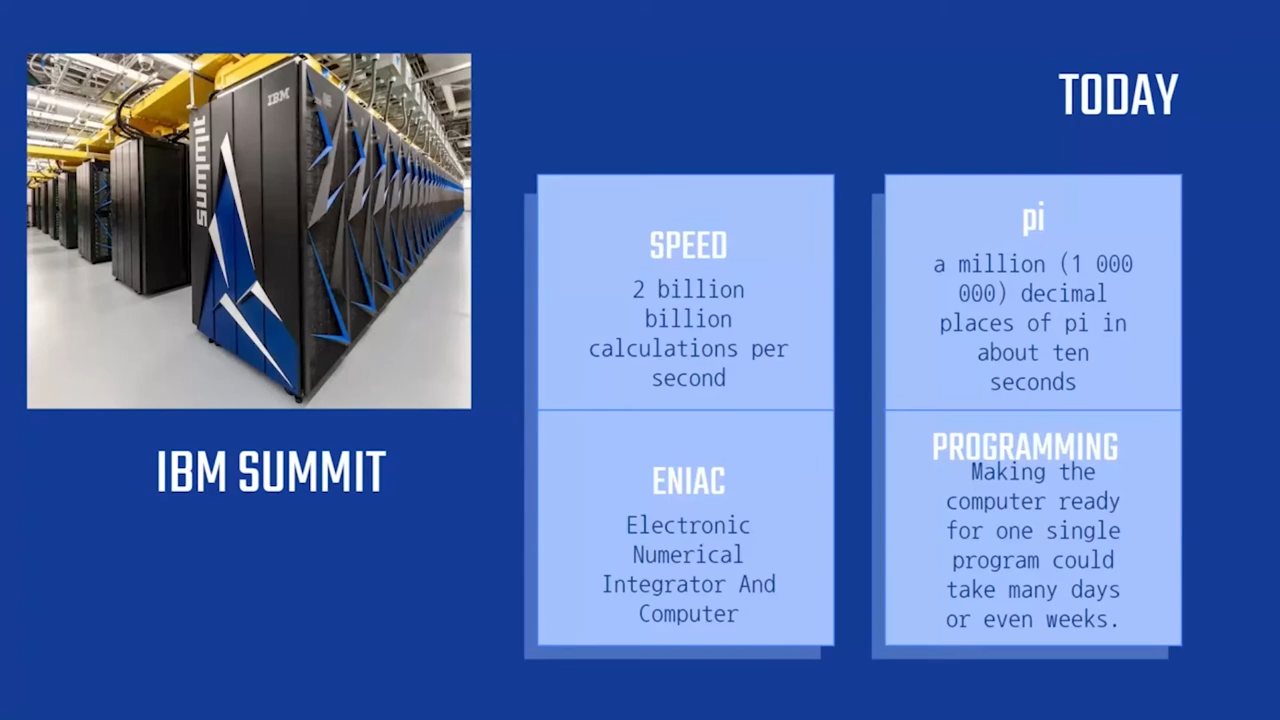 TODAY
IBM
summit
IBM SUMMIT
SPEED
2 billion
billion
calculations per
second
pi
a million (1 000
000) decimal
places of pi in
about ten
seconds
ENIAC
Electronic
Numerical
Integrator And
Computer
PROGRAMMING
Making the
computer ready
for one single
program could
take many days
or even weeks.